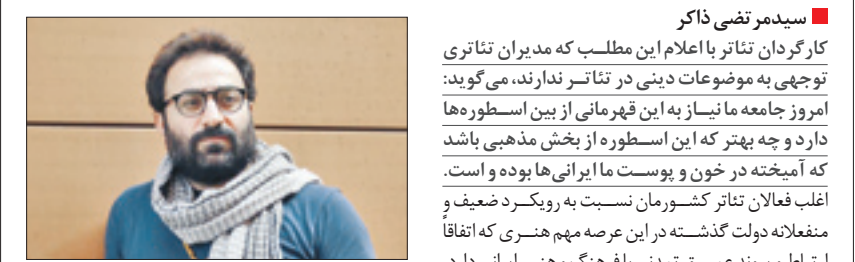 سیدمرتضی ذاکر
کارگردان تئاتر با اعلام این مطلب که مدیران تئاتری
توجهی به موضوعات دینی در تئاتر ندارند، می‌گوید:
امروز جامعه ما نیاز به این قهرمانی از بین اسطوره‌ها
دارد و چه بهتر که این اسطوره از بخش مذهبی باشد
که آمیخته در خون و پوست ما ایرانی‌ها بوده و است.
اغلب فعالان تئاتر کشورمان نسبت به رویکرد ضعیف و
منفعلانه دولت گذشته در این عرصه مهم هنری که اتفاقاً